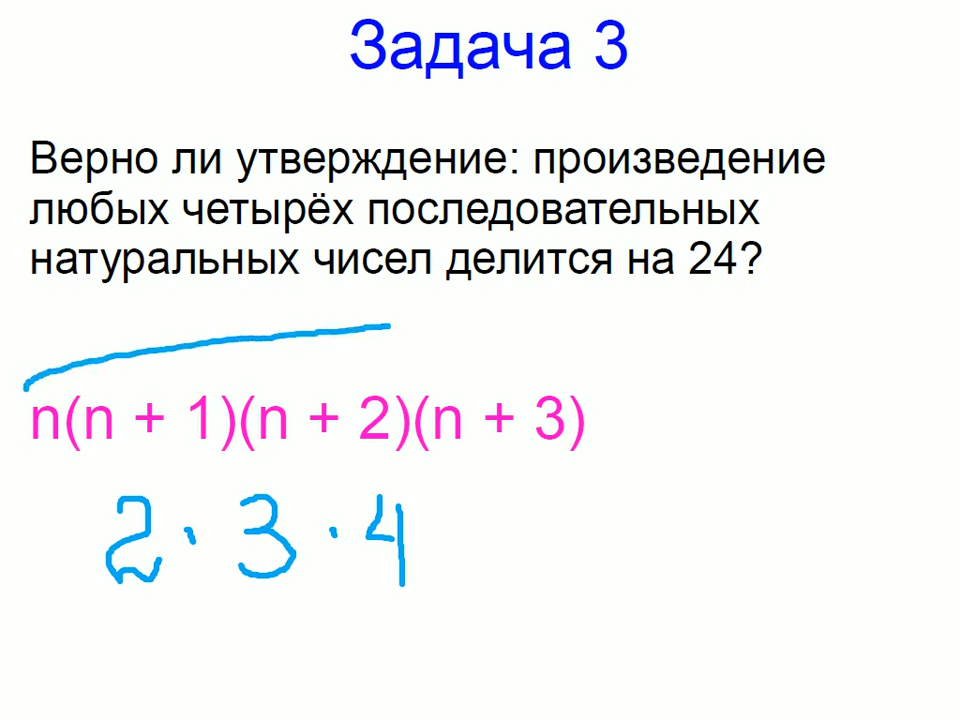 Задача 3
Верно ли утверждение: произведение
любых четырёх последовательных
натуральных чисел делится на 24?
n(n + 1)(n + 2)(n + 3)
2 · 3 · 4